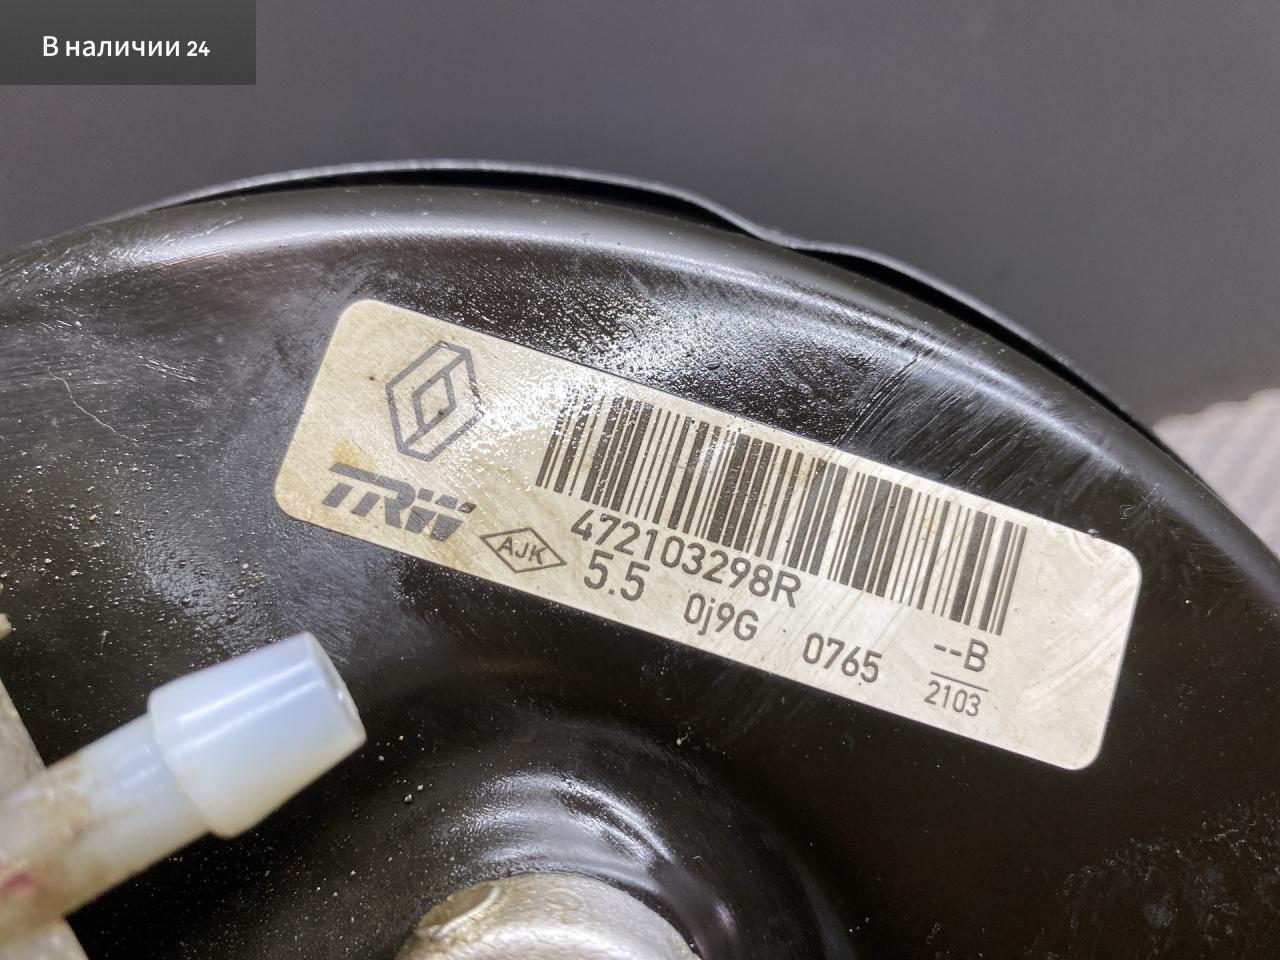 В наличии 24
TRW
AJK
472103298R
5.5 0j9G 0765
--B
2103